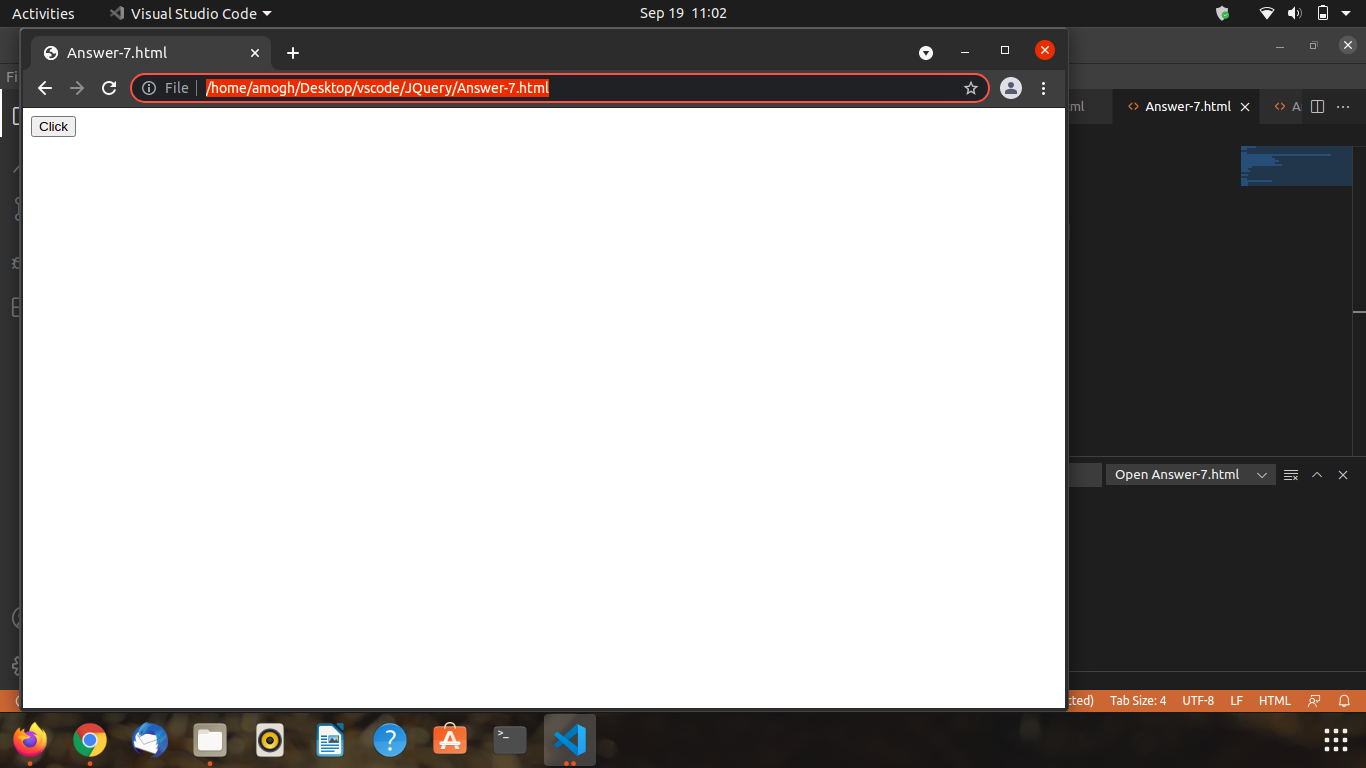 Activities
Visual Studio Code
Sep 19 11:02
Answer-7.html
File
/home/amogh/Desktop/vscode/JQuery/Answer-7.html
Click
Fi
ml
Answer-7.html
A
Open Answer-7.html
cted)
Tab Size: 4
UTF-8
LF
HTML